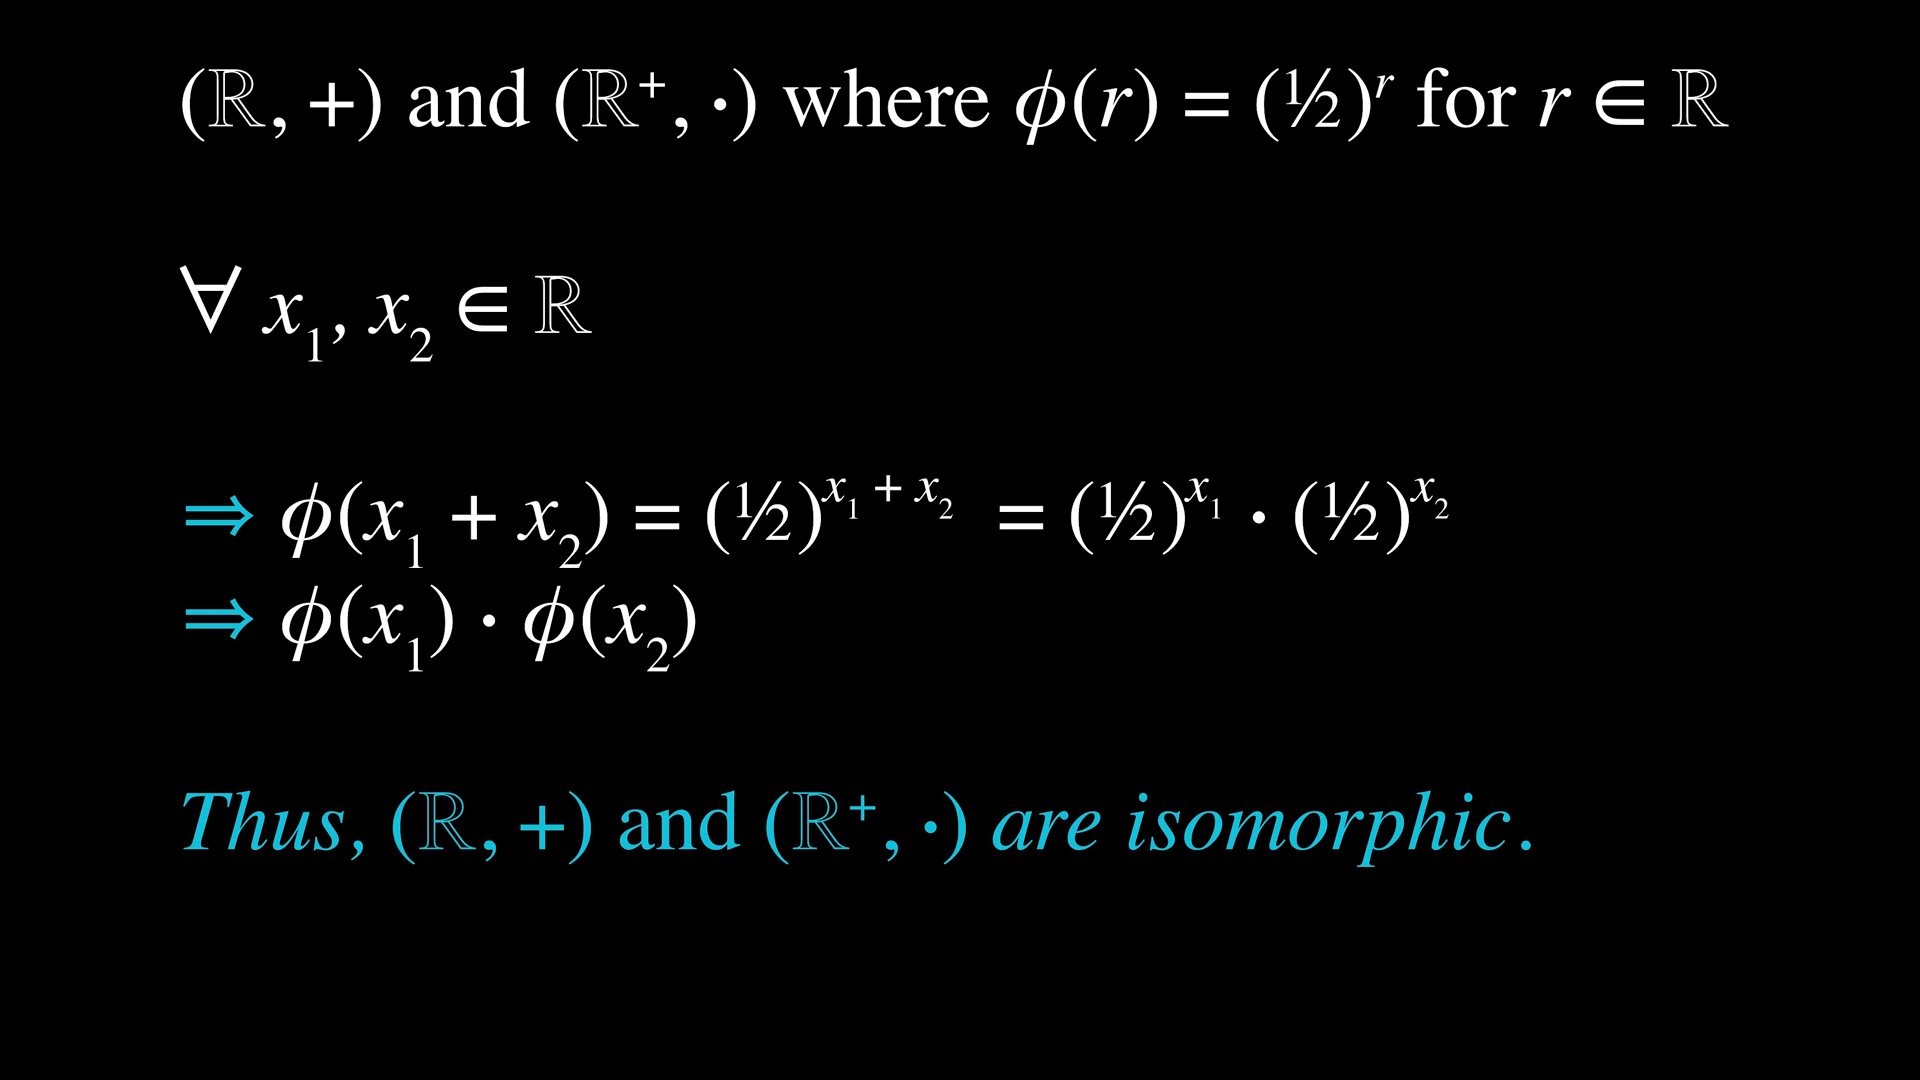 (ℝ, +) and (ℝ⁺, ·) where ϕ(r) = (½)ʳ for r ∈ ℝ
∀ x₁, x₂ ∈ ℝ
⇒ ϕ(x₁ + x₂) = (½)^(x₁ + x₂) = (½)^x₁ · (½)^x₂
⇒ ϕ(x₁) · ϕ(x₂)
Thus, (ℝ, +) and (ℝ⁺, ·) are isomorphic.